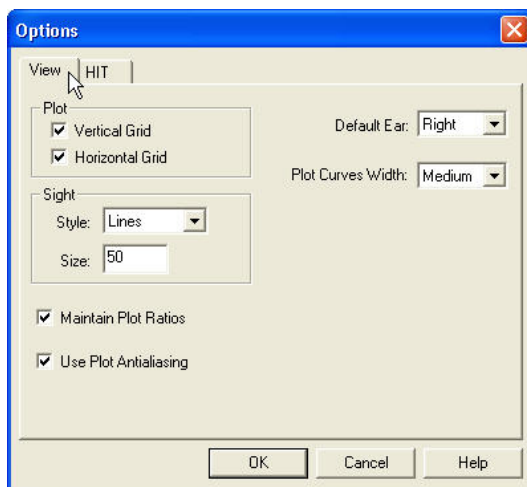 Options
View HIT
Plot
Vertical Grid
Horizontal Grid
Default Ear: Right
Plot Curves Width: Medium
Sight
Style: Lines
Size: 50
Maintain Plot Ratios
Use Plot Antialiasing
OK Cancel Help